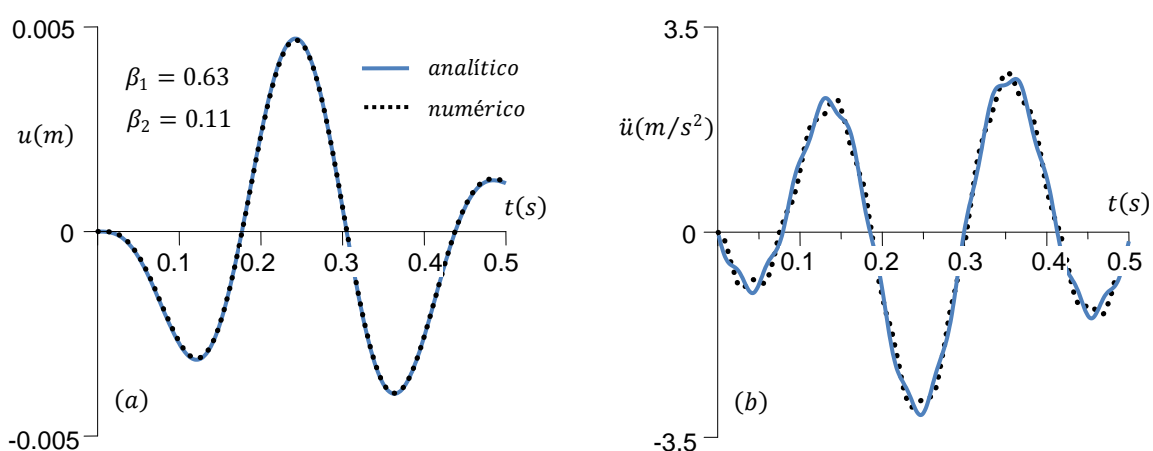 0.005
β₁ = 0.63
β₂ = 0.11
analítico
numérico
u(m)
t(s)
0
0.1
0.2
0.3
0.4
0.5
(a)
-0.005
3.5
ü(m/s²)
t(s)
0
0.1
0.2
0.3
0.4
0.5
(b)
-3.5